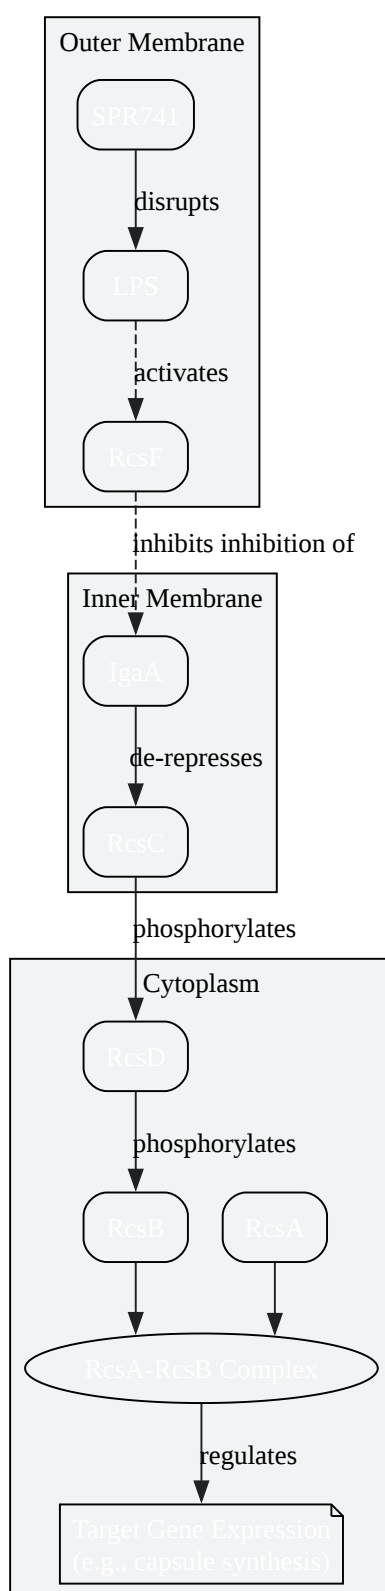 Outer Membrane
SPR741
disrupts
LPS
activates
RcsF
inhibits inhibition of
Inner Membrane
IgaA
de-represses
RcsC
phosphorylates
Cytoplasm
RcsD
phosphorylates
RcsB
RcsA
RcsA-RcsB Complex
regulates
Target Gene Expression
(e.g., capsule synthesis)